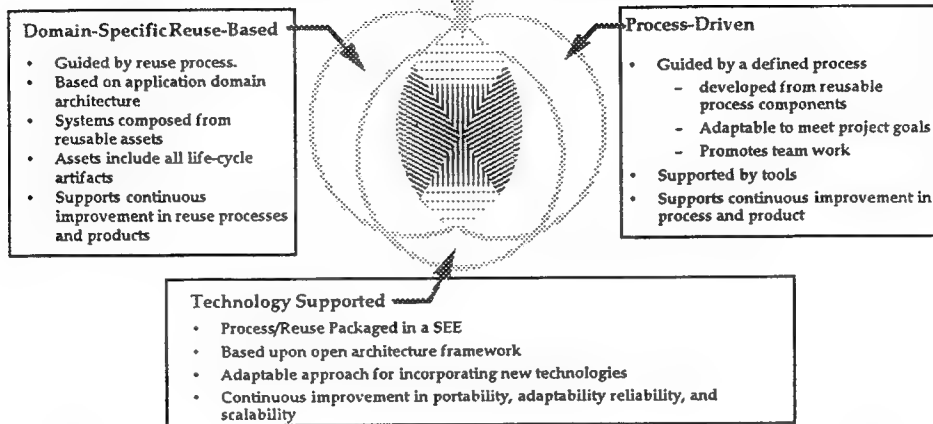 Domain-Specific Reuse-Based
• Guided by reuse process.
• Based on application domain
architecture
• Systems composed from
reusable assets
• Assets include all life-cycle
artifacts
• Supports continuous
improvement in reuse processes
and products
Process-Driven
• Guided by a defined process
– developed from reusable
process components
– Adaptable to meet project goals
– Promotes team work
• Supported by tools
• Supports continuous improvement in
process and product
Technology Supported
• Process/Reuse Packaged in a SEE
• Based upon open architecture framework
• Adaptable approach for incorporating new technologies
• Continuous improvement in portability, adaptability reliability, and
scalability